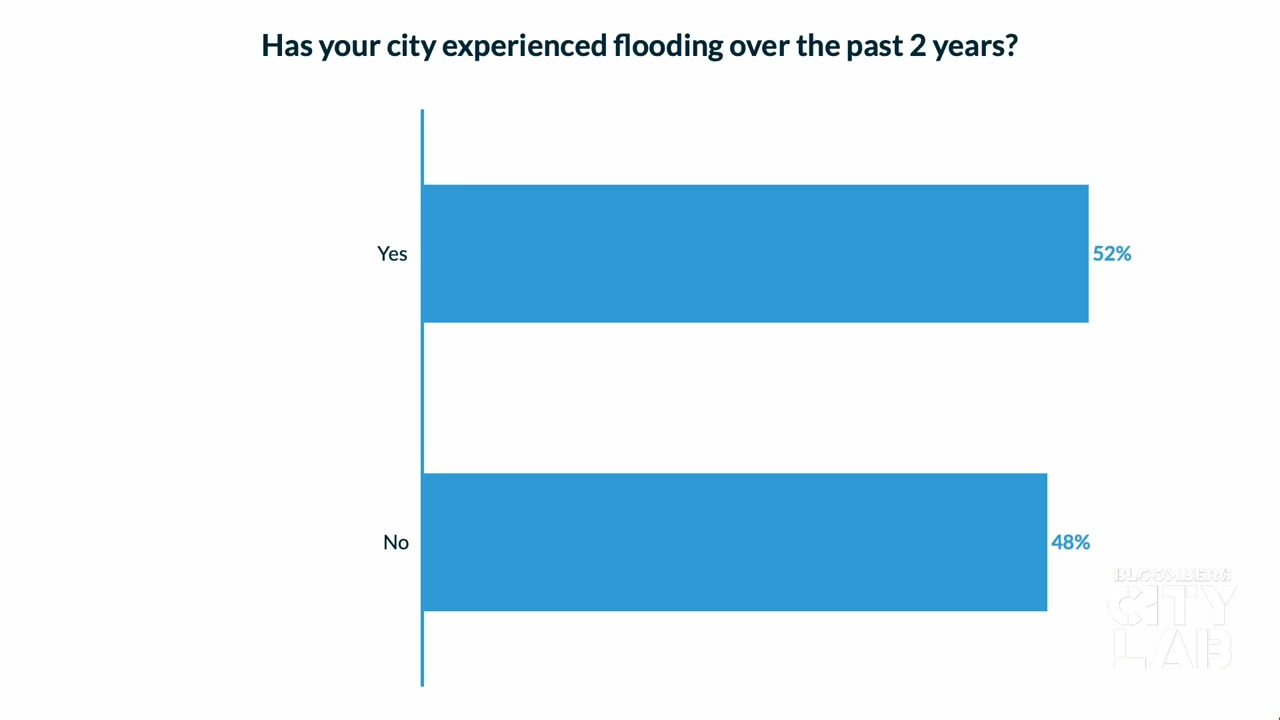 Has your city experienced flooding over the past 2 years?
Yes
52%
No
48%
BLOOMBERG
CITY
LAB